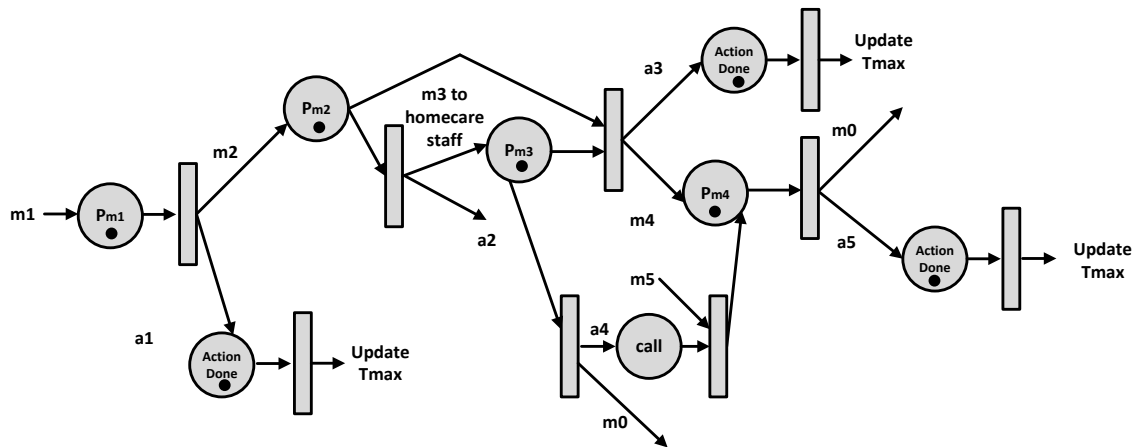 Action
Done
Update
Tmax
a3
m3 to
homecare
staff
Pm2
m0
m2
Pm3
Pm1
m1
Pm4
m4
a2
a5
Action
Done
Update
Tmax
m5
a1
a4
call
Action
Done
Update
Tmax
m0